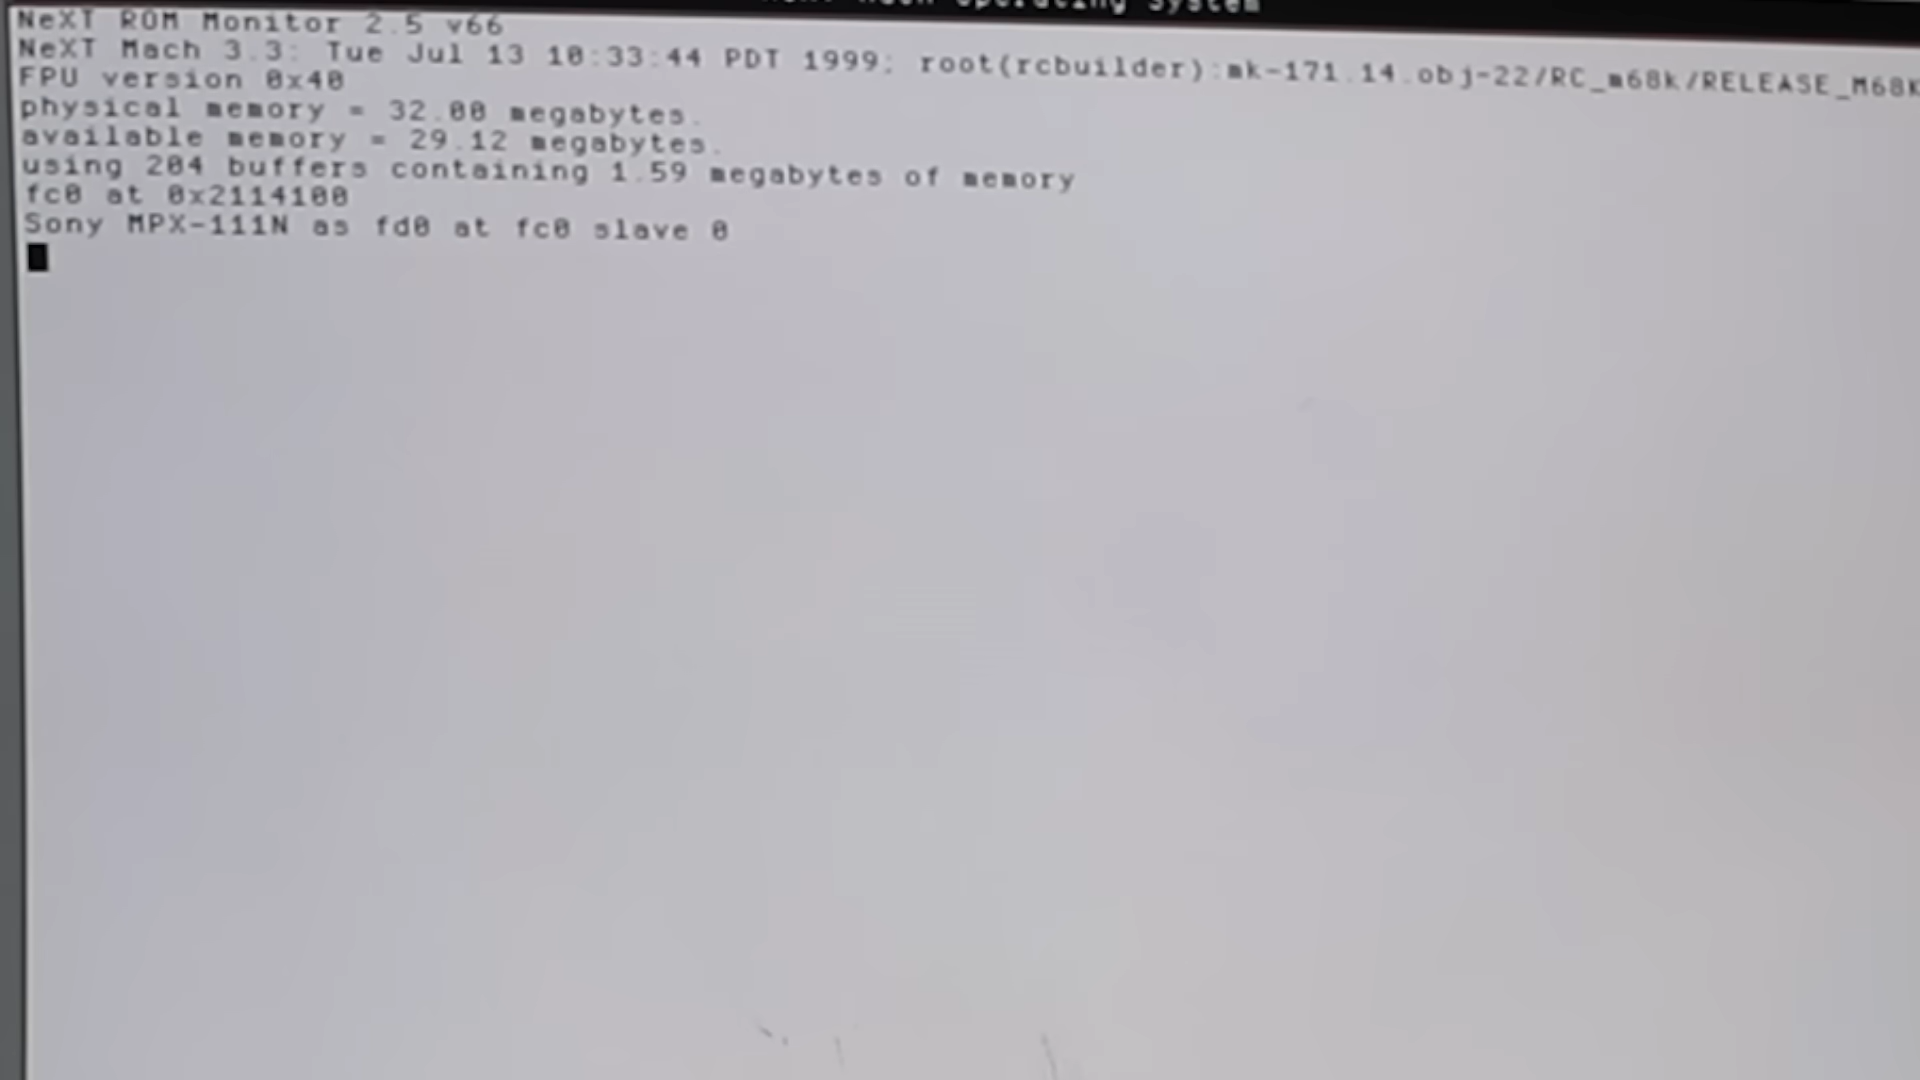 Mach Operating System
NeXT ROM Monitor 2.5 v66
NeXT Mach 3.3: Tue Jul 13 10:33:44 PDT 1999; root(rcbuilder):mk-171.14.obj-22/RC_m68k/RELEASE_M68K
FPU version 0x40
physical memory = 32.00 megabytes.
available memory = 29.12 megabytes.
using 204 buffers containing 1.59 megabytes of memory
fc0 at 0x2114100
Sony MPX-111N as fd0 at fc0 slave 0